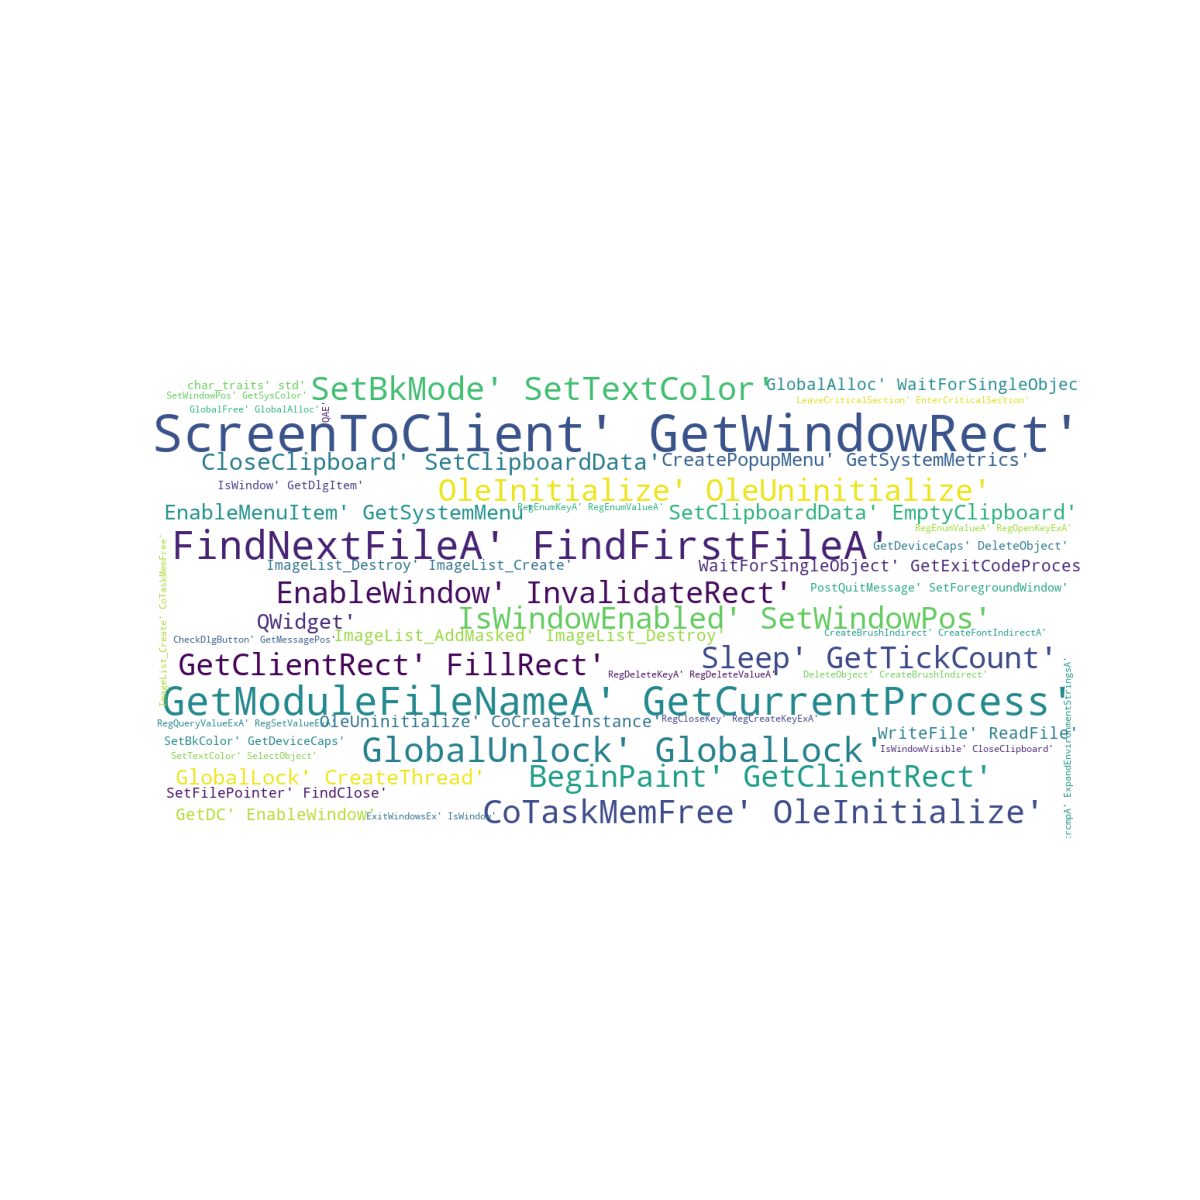 char_traits' std'
SetBkMode' SetTextColor'
GlobalAlloc' WaitForSingleObjec
SetWindowPos' GetSysColor'
LeaveCriticalSection' EnterCriticalSection'
GlobalFree' GlobalAlloc'
QAE'
ScreenToClient' GetWindowRect'
CloseClipboard' SetClipboardData'
CreatePopupMenu' GetSystemMetrics'
IsWindow' GetDlgItem'
OleInitialize' OleUninitialize'
EnableMenuItem' GetSystemMenu'
RegEnumKeyA' RegEnumValueA'
SetClipboardData' EmptyClipboard'
RegEnumValueA' RegOpenKeyExA'
FindNextFileA' FindFirstFileA'
GetDeviceCaps' DeleteObject'
ImageList_Destroy' ImageList_Create'
WaitForSingleObject' GetExitCodeProces
ImageList_Create' CoTaskMemFree'
EnableWindow' InvalidateRect'
PostQuitMessage' SetForegroundWindow'
QWidget'
IsWindowEnabled' SetWindowPos'
CheckDlgButton' GetMessagePos'
ImageList_AddMasked' ImageList_Destroy'
CreateBrushIndirect' CreateFontIndirectA'
GetClientRect' FillRect'
Sleep' GetTickCount'
RegDeleteKeyA' RegDeleteValueA'
DeleteObject' CreateBrushIndirect'
GetModuleFileNameA' GetCurrentProcess'
RegQueryValueExA' RegSetValueExA'
OleUninitialize' CoCreateInstance'
RegCloseKey' RegCreateKeyExA'
WriteFile' ReadFile'
SetBkColor' GetDeviceCaps'
GlobalUnlock' GlobalLock'
IsWindowVisible' CloseClipboard'
SetTextColor' SelectObject'
GlobalLock' CreateThread'
BeginPaint' GetClientRect'
SetFilePointer' FindClose'
GetDC' EnableWindow'
ExitWindowsEx' IsWindow'
CoTaskMemFree' OleInitialize'
rcmpA' ExpandEnvironmentStringsA'